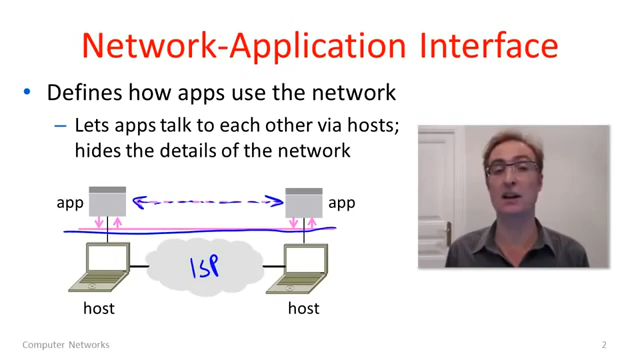 Network-Application Interface
• Defines how apps use the network
– Lets apps talk to each other via hosts;
hides the details of the network
app
app
ISP
host
host
Computer Networks
2